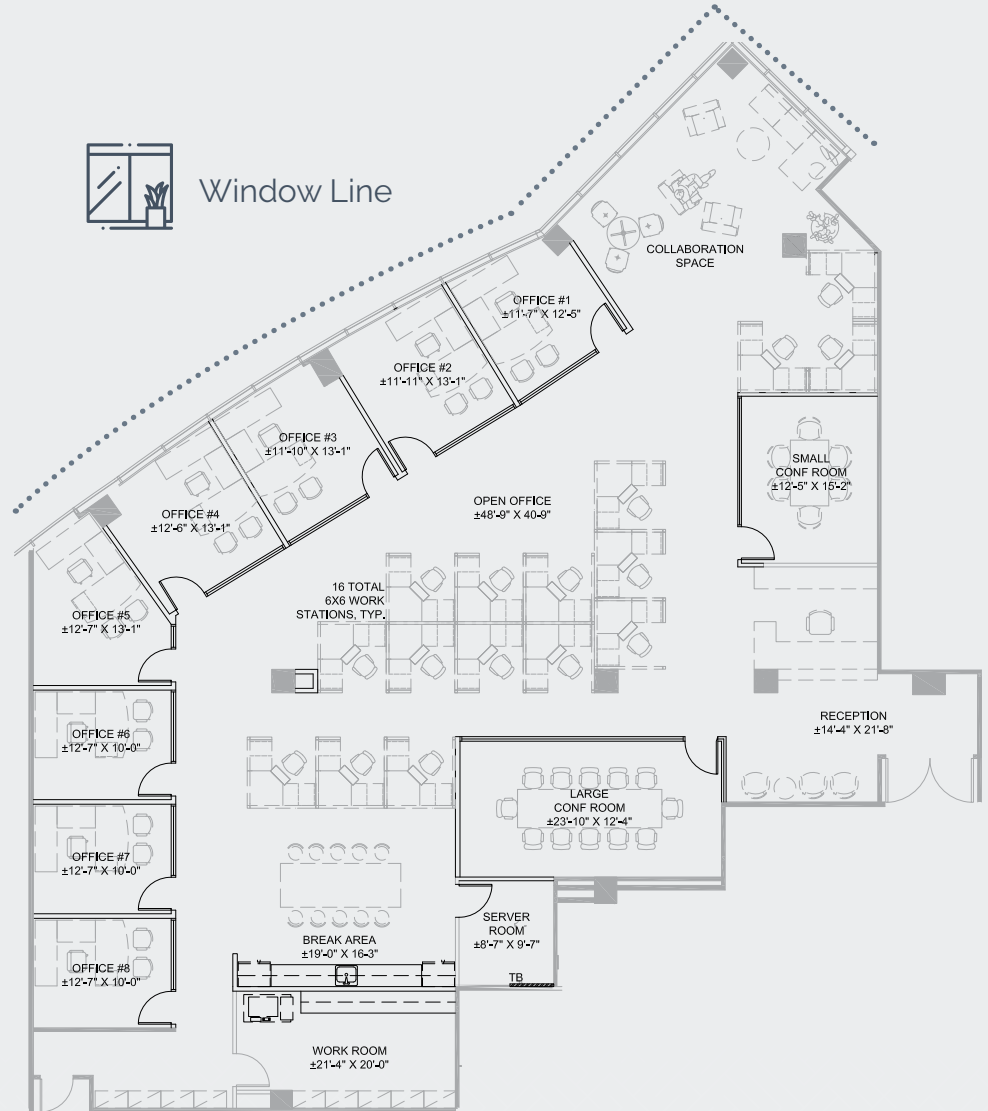 Window Line
COLLABORATION
SPACE
OFFICE #1
±11'-7" X 12'-5"
OFFICE #2
±11'-11" X 13'-1"
OFFICE #3
±11'-10" X 13'-1"
SMALL
CONF ROOM
±12'-5" X 15'-2"
OPEN OFFICE
±48'-9" X 40'-9"
OFFICE #4
±12'-6" X 13'-1"
16 TOTAL
6X6 WORK
STATIONS, TYP.
OFFICE #5
±12'-7" X 13'-1"
RECEPTION
±14'-4" X 21'-8"
OFFICE #6
±12'-7" X 10'-0"
LARGE
CONF ROOM
±23'-10" X 12'-4"
OFFICE #7
±12'-7" X 10'-0"
SERVER
ROOM
±8'-7" X 9'-7"
BREAK AREA
±19'-0" X 16'-3"
OFFICE #8
±12'-7" X 10'-0"
TB
WORK ROOM
±21'-4" X 20'-0"